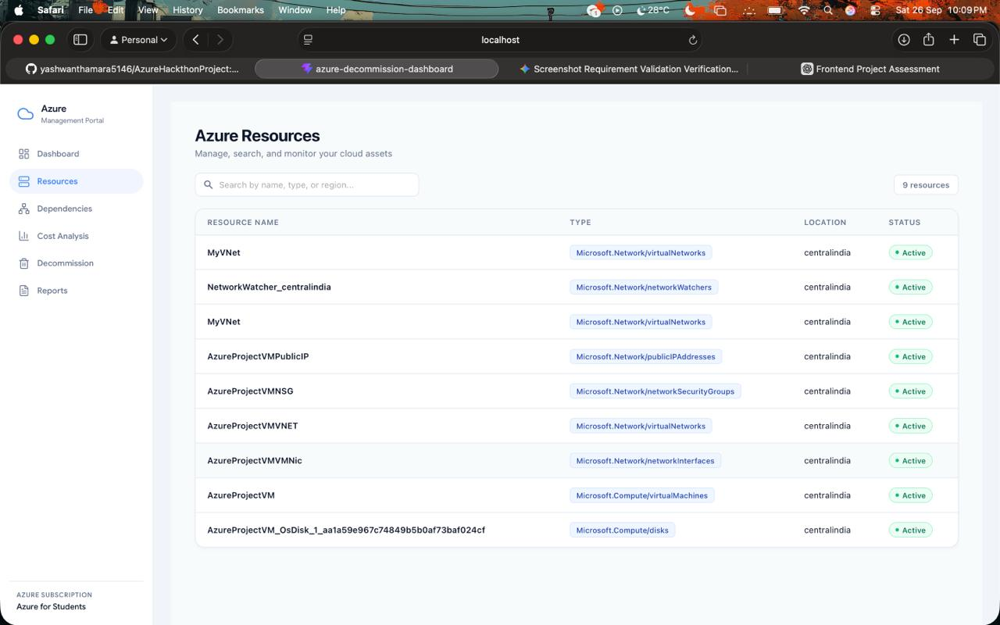 Safari File Edit View History Bookmarks Window Help 1 28°C Sat 26 Sep 10:09 PM
Personal localhost
yashwanthamara5146/AzureHackthonProject:... azure-decommission-dashboard Screenshot Requirement Validation Verification... Frontend Project Assessment
Azure
Management Portal
Dashboard
Resources
Dependencies
Cost Analysis
Decommission
Reports
AZURE SUBSCRIPTION
Azure for Students
Azure Resources
Manage, search, and monitor your cloud assets
Search by name, type, or region... 9 resources
RESOURCE NAME TYPE LOCATION STATUS
MyVNet Microsoft.Network/virtualNetworks centralindia Active
NetworkWatcher_centralindia Microsoft.Network/networkWatchers centralindia Active
MyVNet Microsoft.Network/virtualNetworks centralindia Active
AzureProjectVMPublicIP Microsoft.Network/publicIPAddresses centralindia Active
AzureProjectVMNSG Microsoft.Network/networkSecurityGroups centralindia Active
AzureProjectVMVNET Microsoft.Network/virtualNetworks centralindia Active
AzureProjectVMVMNic Microsoft.Network/networkInterfaces centralindia Active
AzureProjectVM Microsoft.Compute/virtualMachines centralindia Active
AzureProjectVM_OsDisk_1_aa1a59e967c74849b5b0af73baf024cf Microsoft.Compute/disks centralindia Active